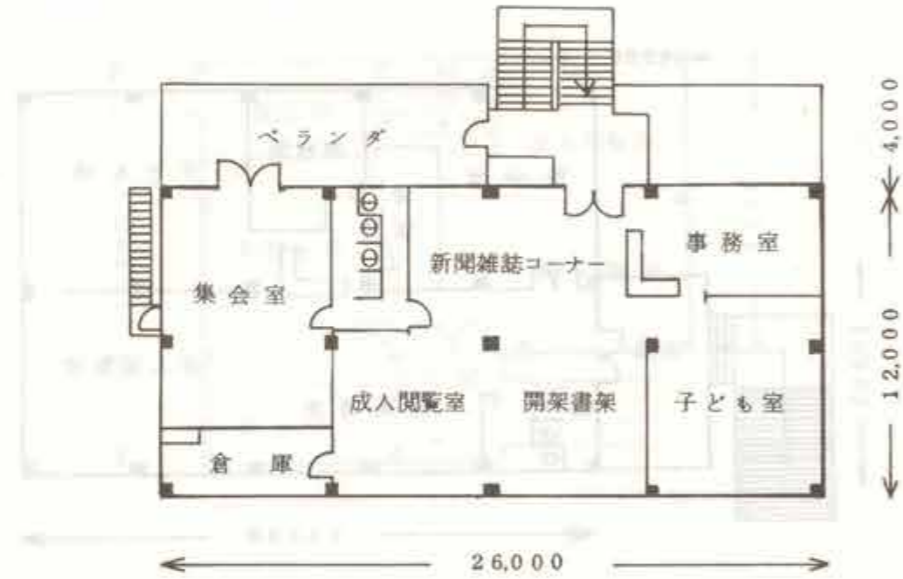 ベランダ
4,000
事務室
新聞雑誌コーナー
集会室
12,000
成人閲覧室
開架書架
子ども室
倉庫
26,000